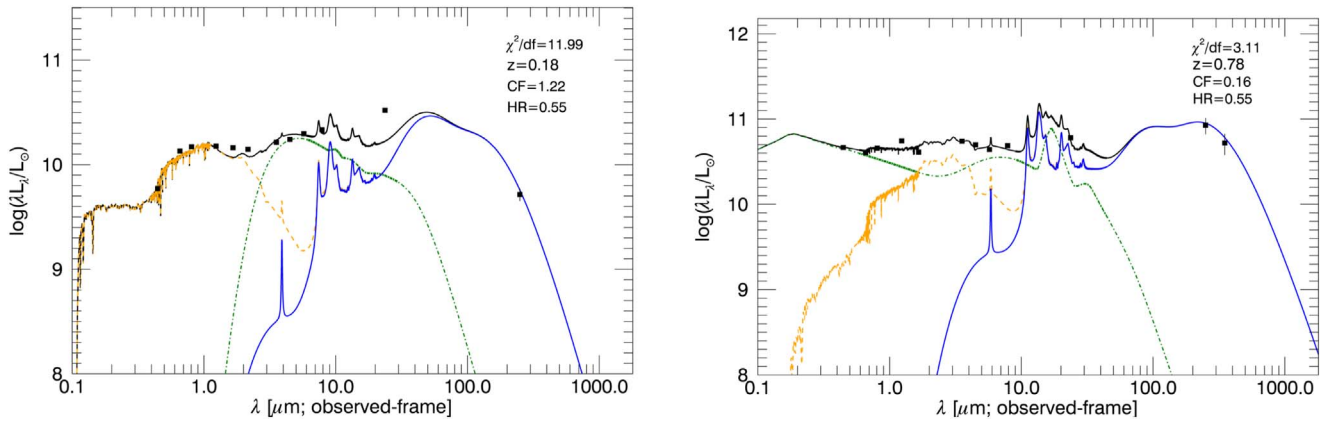 11
10
9
8
log(λL_λ/L_⊙)
χ²/df=11.99
z=0.18
CF=1.22
HR=0.55
0.1 1.0 10.0 100.0 1000.0
λ [μm; observed-frame]
12
11
10
9
8
log(λL_λ/L_⊙)
χ²/df=3.11
z=0.78
CF=0.16
HR=0.55
0.1 1.0 10.0 100.0 1000.0
λ [μm; observed-frame]